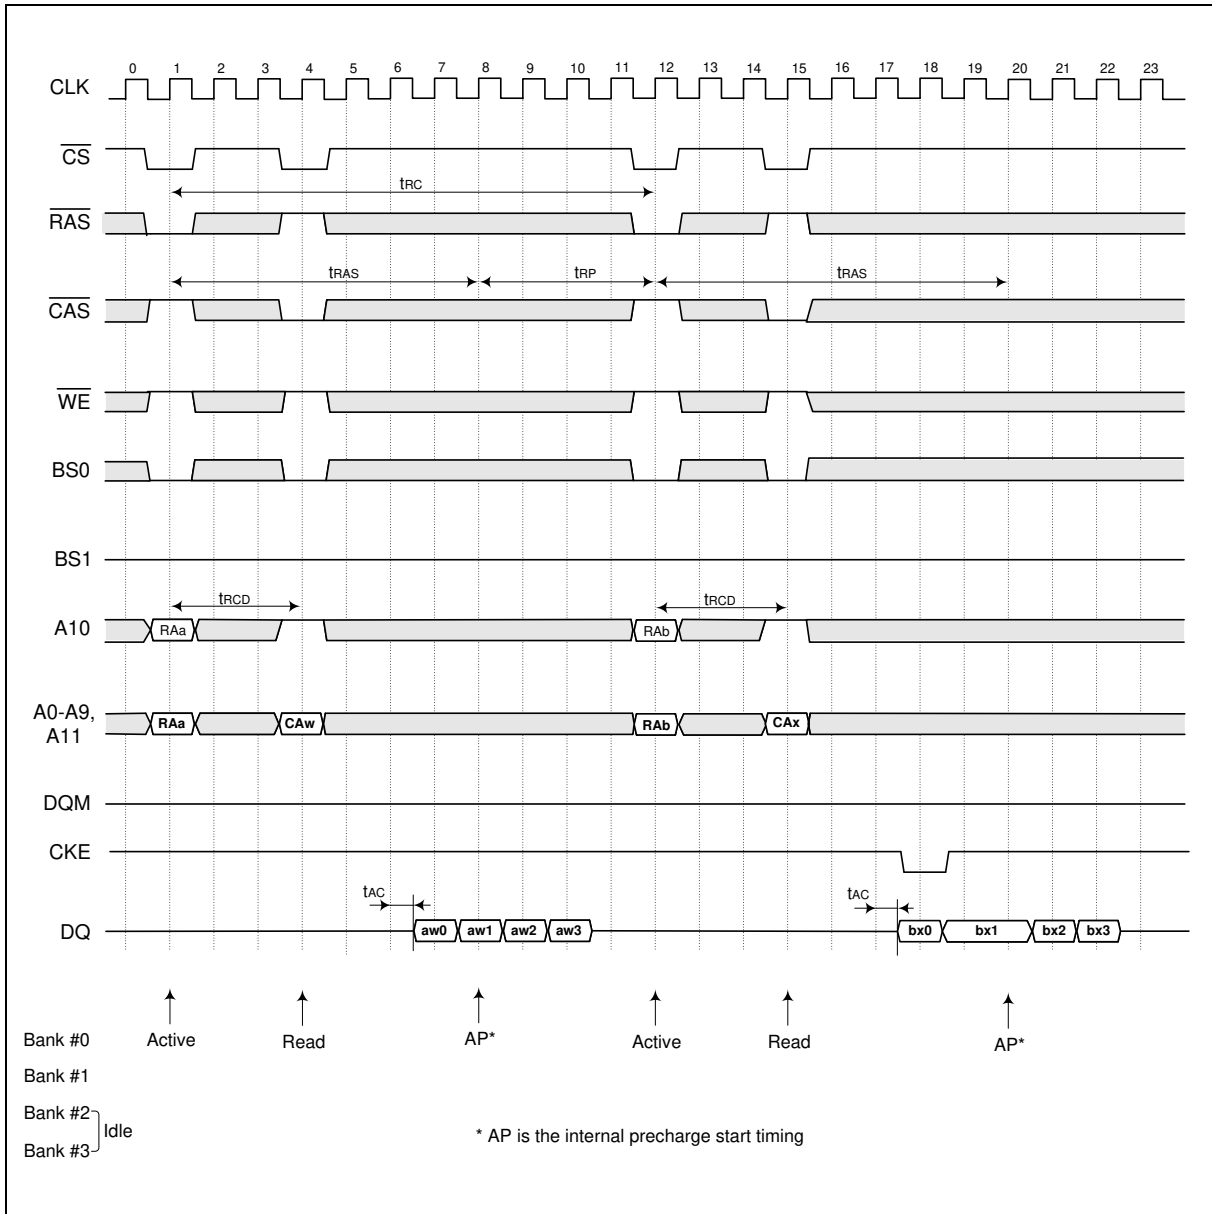 0 1 2 3 4 5 6 7 8 9 10 11 12 13 14 15 16 17 18 19 20 21 22 23
CLK
CS
tRC
RAS
tRAS tRP tRAS
CAS
WE
BS0
BS1
tRCD tRCD
A10 RAa RAb
A0-A9,
A11 RAa CAw RAb CAx
DQM
CKE
tAC tAC
DQ aw0 aw1 aw2 aw3 bx0 bx1 bx2 bx3
Bank #0 Active Read AP* Active Read AP*
Bank #1
Bank #2
Idle
Bank #3
* AP is the internal precharge start timing